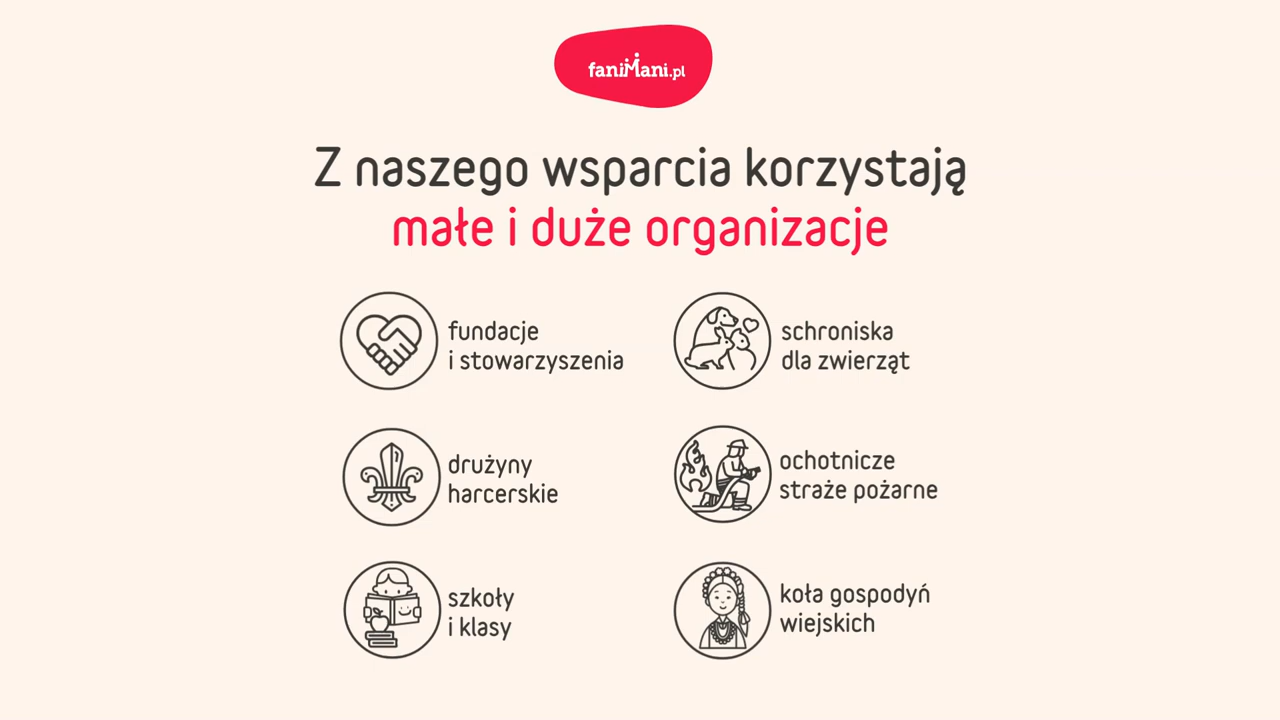 faniMani.pl
Z naszego wsparcia korzystają
małe i duże organizacje
fundacje
i stowarzyszenia
schroniska
dla zwierząt
drużyny
harcerskie
ochotnicze
straże pożarne
szkoły
i klasy
koła gospodyń
wiejskich